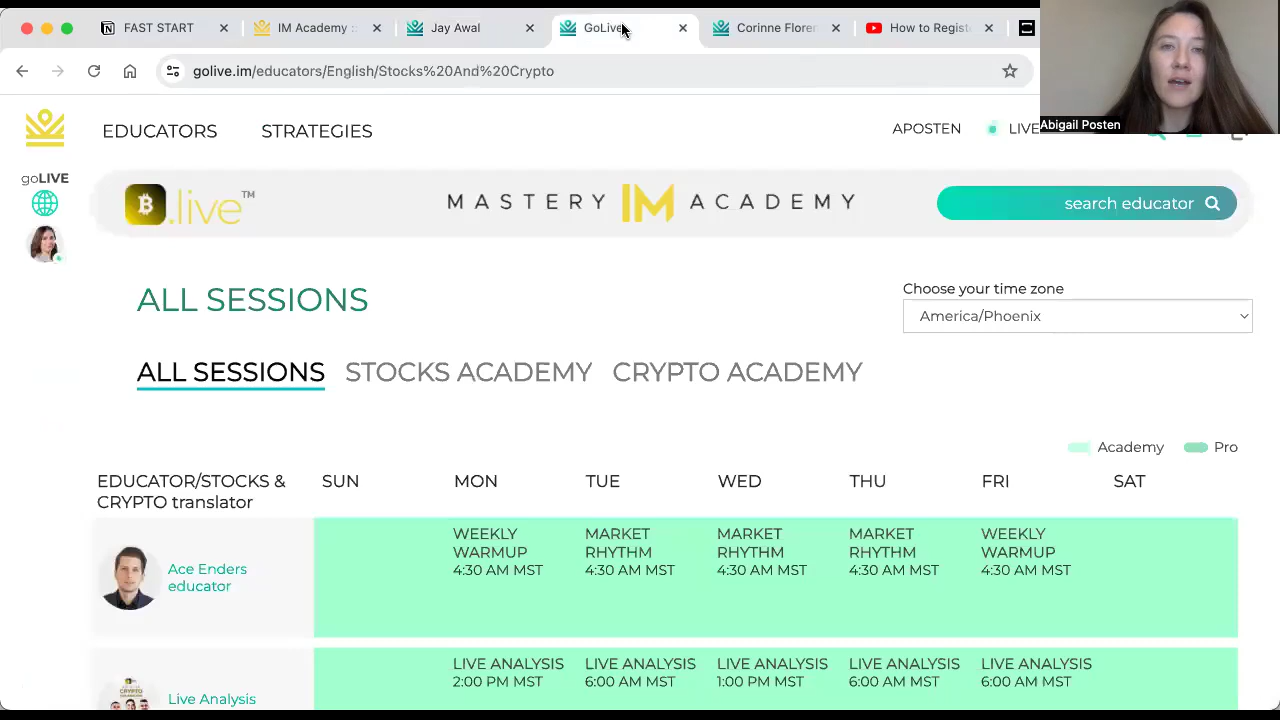 FAST START
IM Academy ::
Jay Awal
GoLive
Corinne Floren
How to Registe
golive.im/educators/English/Stocks%20And%20Crypto
Abigail Posten
EDUCATORS
STRATEGIES
APOSTEN
LIVE
goLIVE
.live™
MASTERY IM ACADEMY
search educator
ALL SESSIONS
Choose your time zone
America/Phoenix
ALL SESSIONS STOCKS ACADEMY CRYPTO ACADEMY
Academy Pro
EDUCATOR/STOCKS &
CRYPTO translator
SUN MON TUE WED THU FRI SAT
Ace Enders
educator
WEEKLY
WARMUP
4:30 AM MST
MARKET
RHYTHM
4:30 AM MST
MARKET
RHYTHM
4:30 AM MST
MARKET
RHYTHM
4:30 AM MST
WEEKLY
WARMUP
4:30 AM MST
Live Analysis
LIVE ANALYSIS
2:00 PM MST
LIVE ANALYSIS
6:00 AM MST
LIVE ANALYSIS
1:00 PM MST
LIVE ANALYSIS
6:00 AM MST
LIVE ANALYSIS
6:00 AM MST